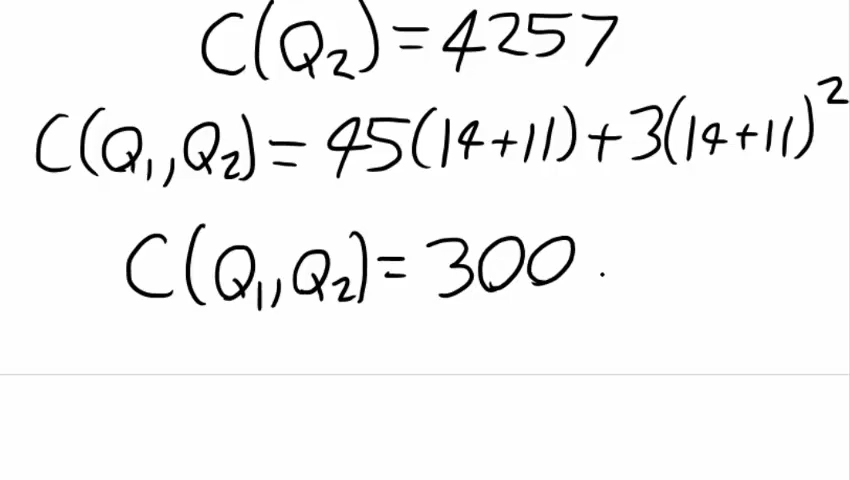 C(Q₂) = 4257
C(Q₁, Q₂) = 45(14+11) + 3(14+11)²
C(Q₁, Q₂) = 300